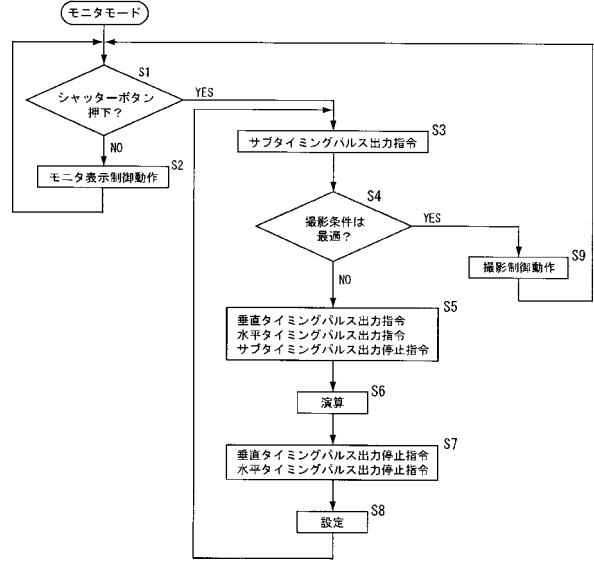 モニタモード
S1
シャッターボタン
押下?
YES
NO
S2
モニタ表示制御動作
S3
サブタイミングパルス出力指令
S4
撮影条件は
最適?
YES
NO
S9
撮影制御動作
S5
垂直タイミングパルス出力指令
水平タイミングパルス出力指令
サブタイミングパルス出力停止指令
S6
演算
S7
垂直タイミングパルス出力停止指令
水平タイミングパルス出力停止指令
S8
設定